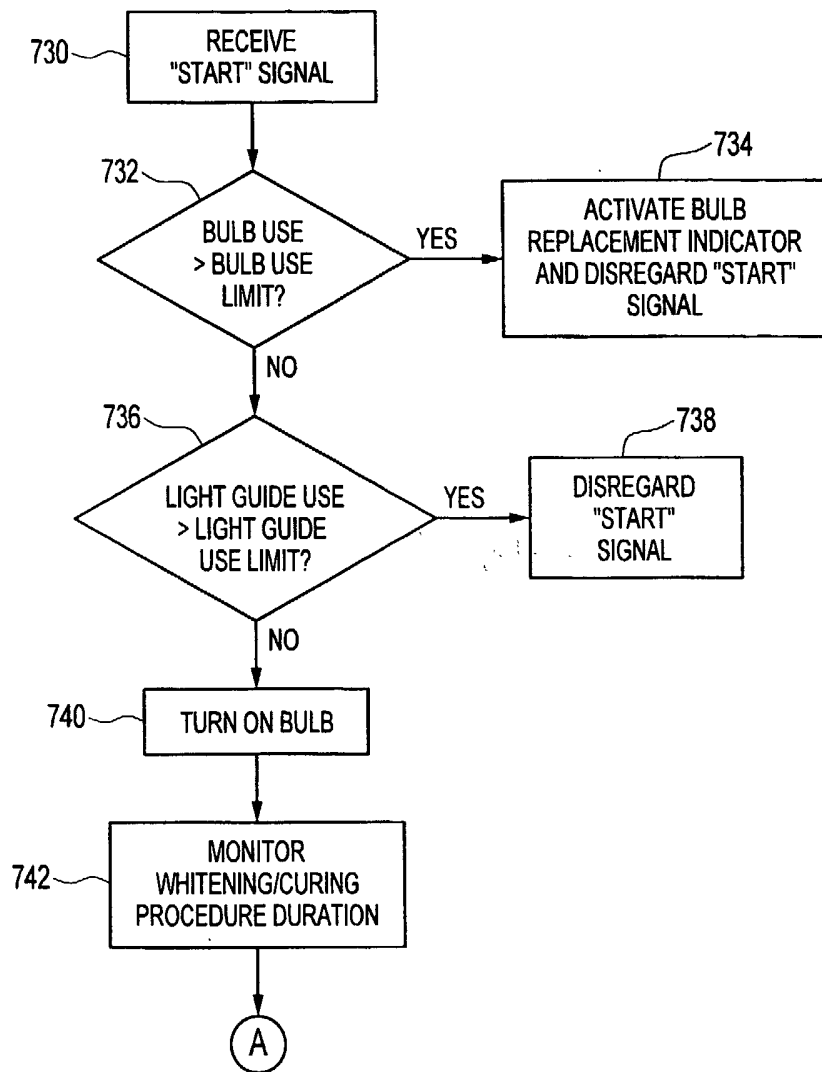 730
RECEIVE
"START" SIGNAL
732
BULB USE
> BULB USE
LIMIT?
YES
734
ACTIVATE BULB
REPLACEMENT INDICATOR
AND DISREGARD "START"
SIGNAL
NO
736
LIGHT GUIDE USE
> LIGHT GUIDE
USE LIMIT?
YES
738
DISREGARD
"START"
SIGNAL
NO
740
TURN ON BULB
742
MONITOR
WHITENING/CURING
PROCEDURE DURATION
A